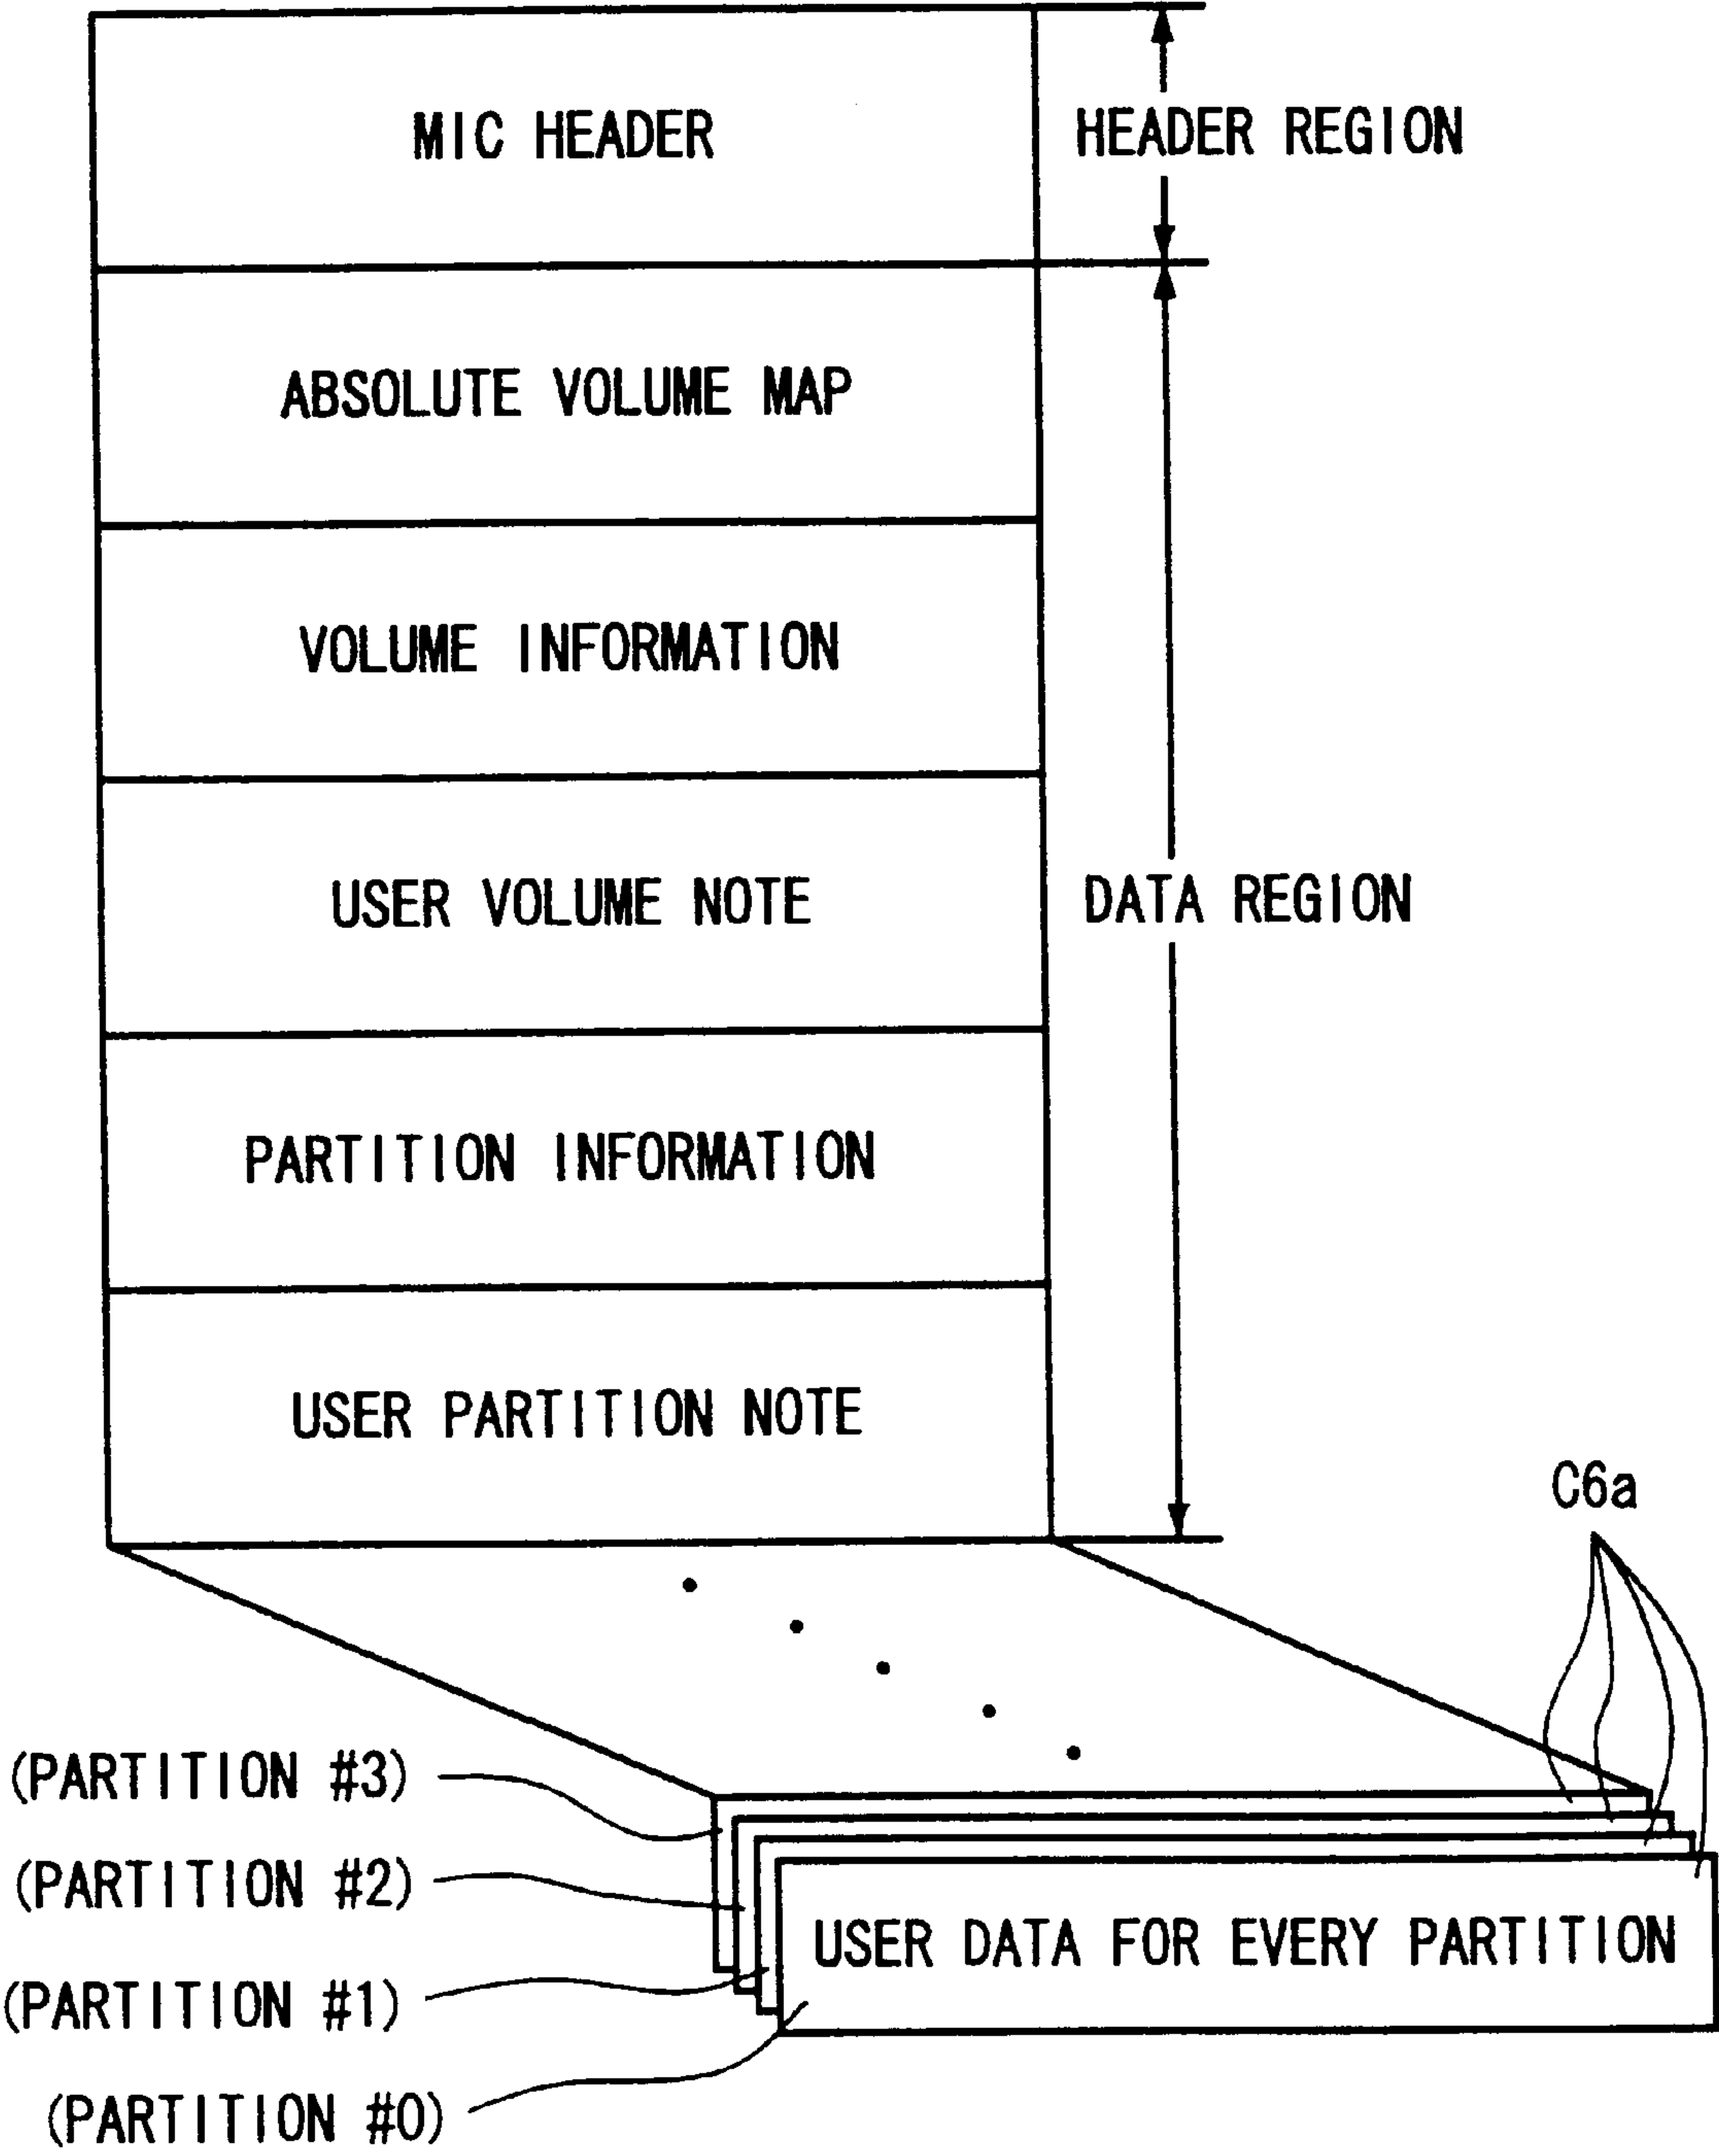 MIC HEADER
HEADER REGION
ABSOLUTE VOLUME MAP
VOLUME INFORMATION
USER VOLUME NOTE
DATA REGION
PARTITION INFORMATION
USER PARTITION NOTE
C6a
(PARTITION #3)
(PARTITION #2)
USER DATA FOR EVERY PARTITION
(PARTITION #1)
(PARTITION #0)